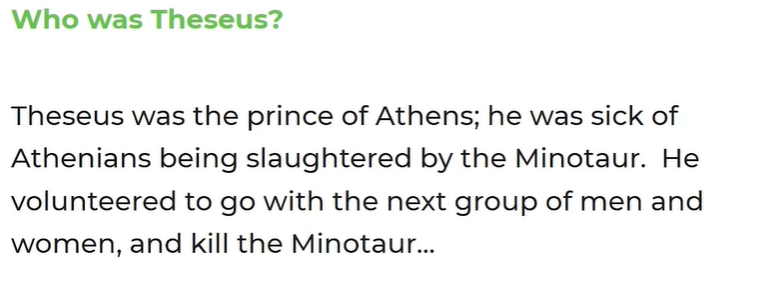 Who was Theseus?
Theseus was the prince of Athens; he was sick of
Athenians being slaughtered by the Minotaur.  He
volunteered to go with the next group of men and
women, and kill the Minotaur...